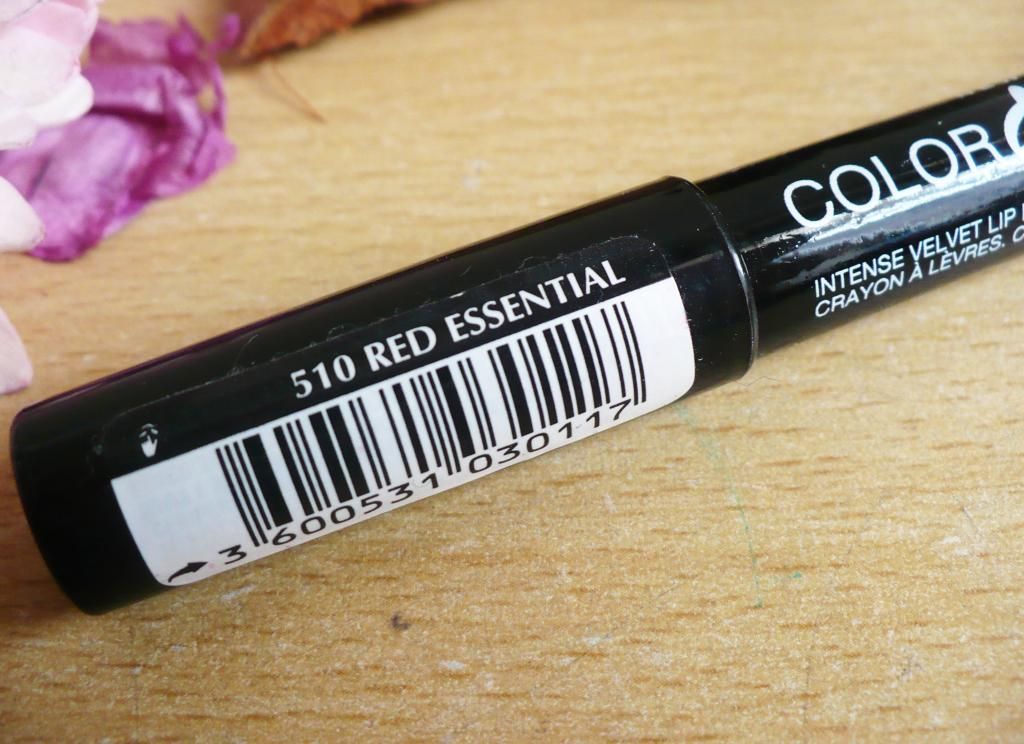 510 RED ESSENTIAL
3 600531 030117
COLOR
INTENSE VELVET LIP
CRAYON À LÈVRES.